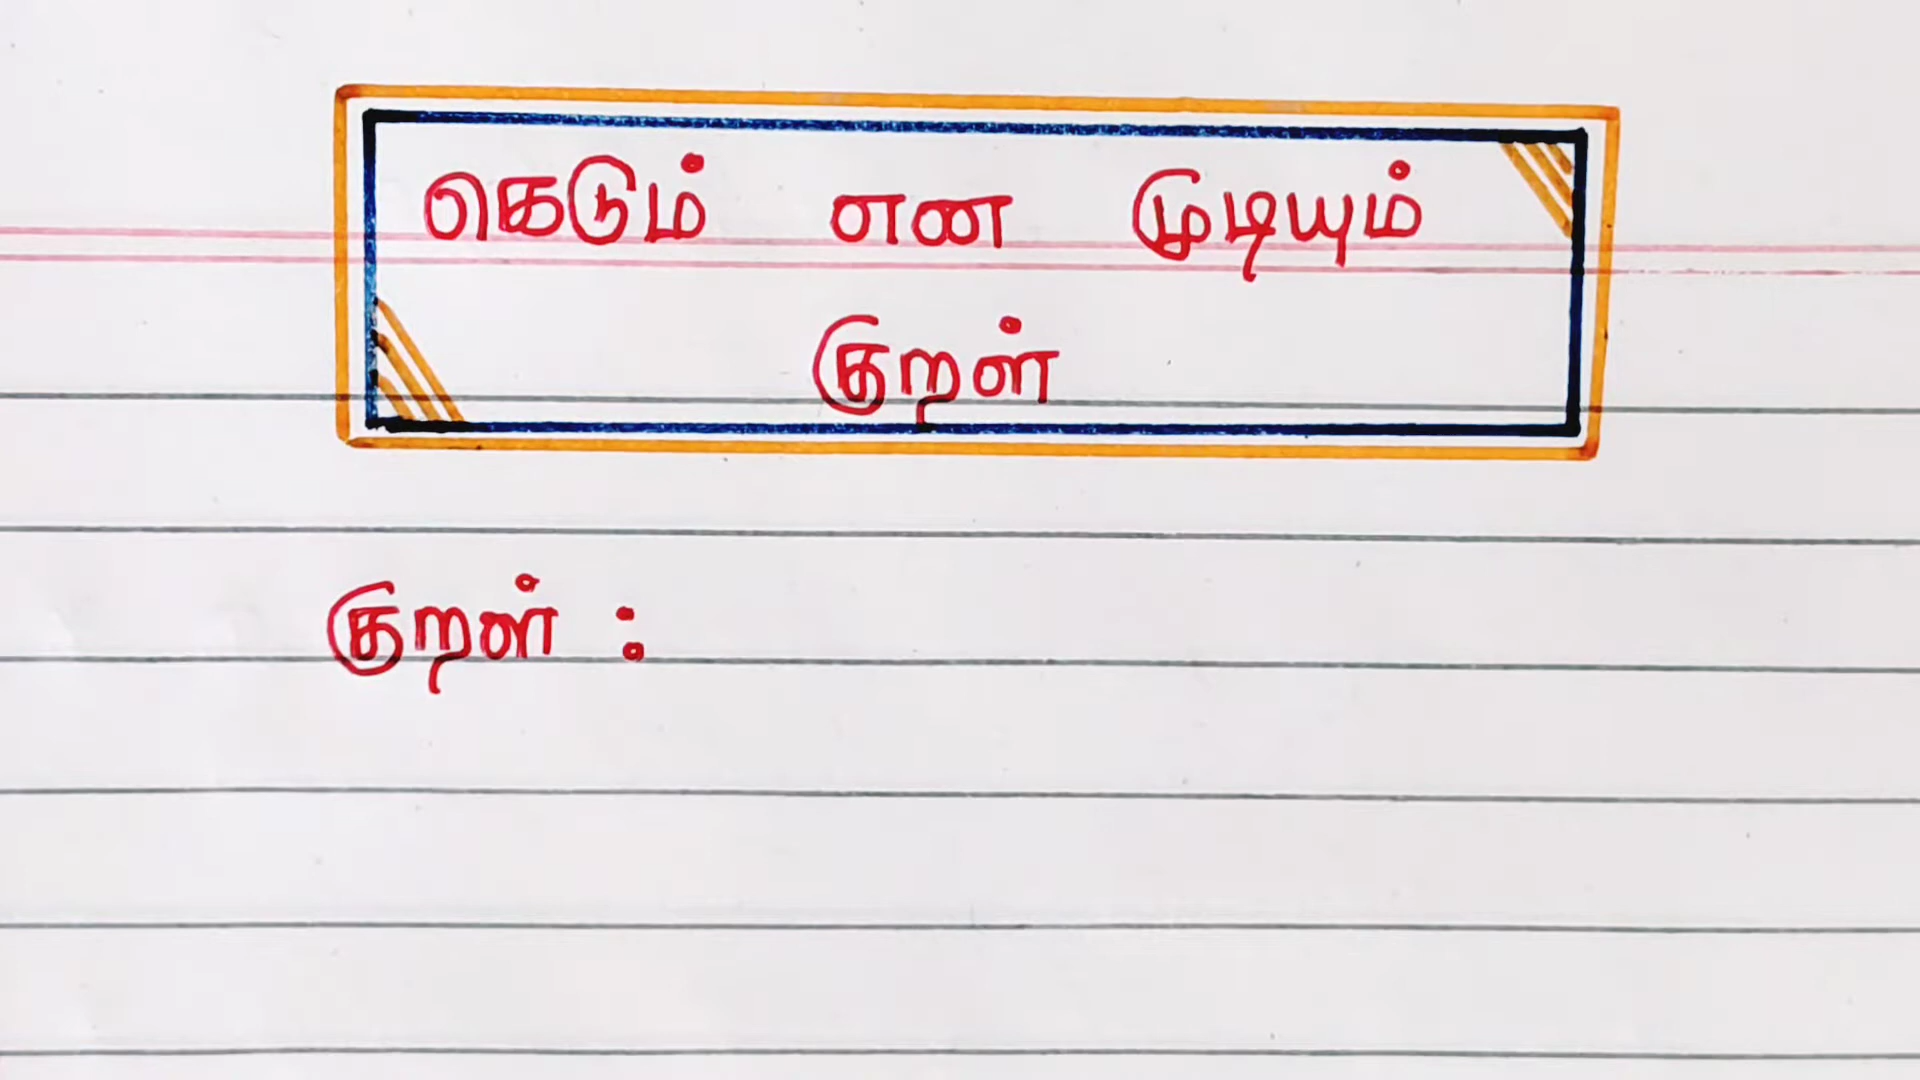 கெடும் என முடியும்
குறள்
குறள் :